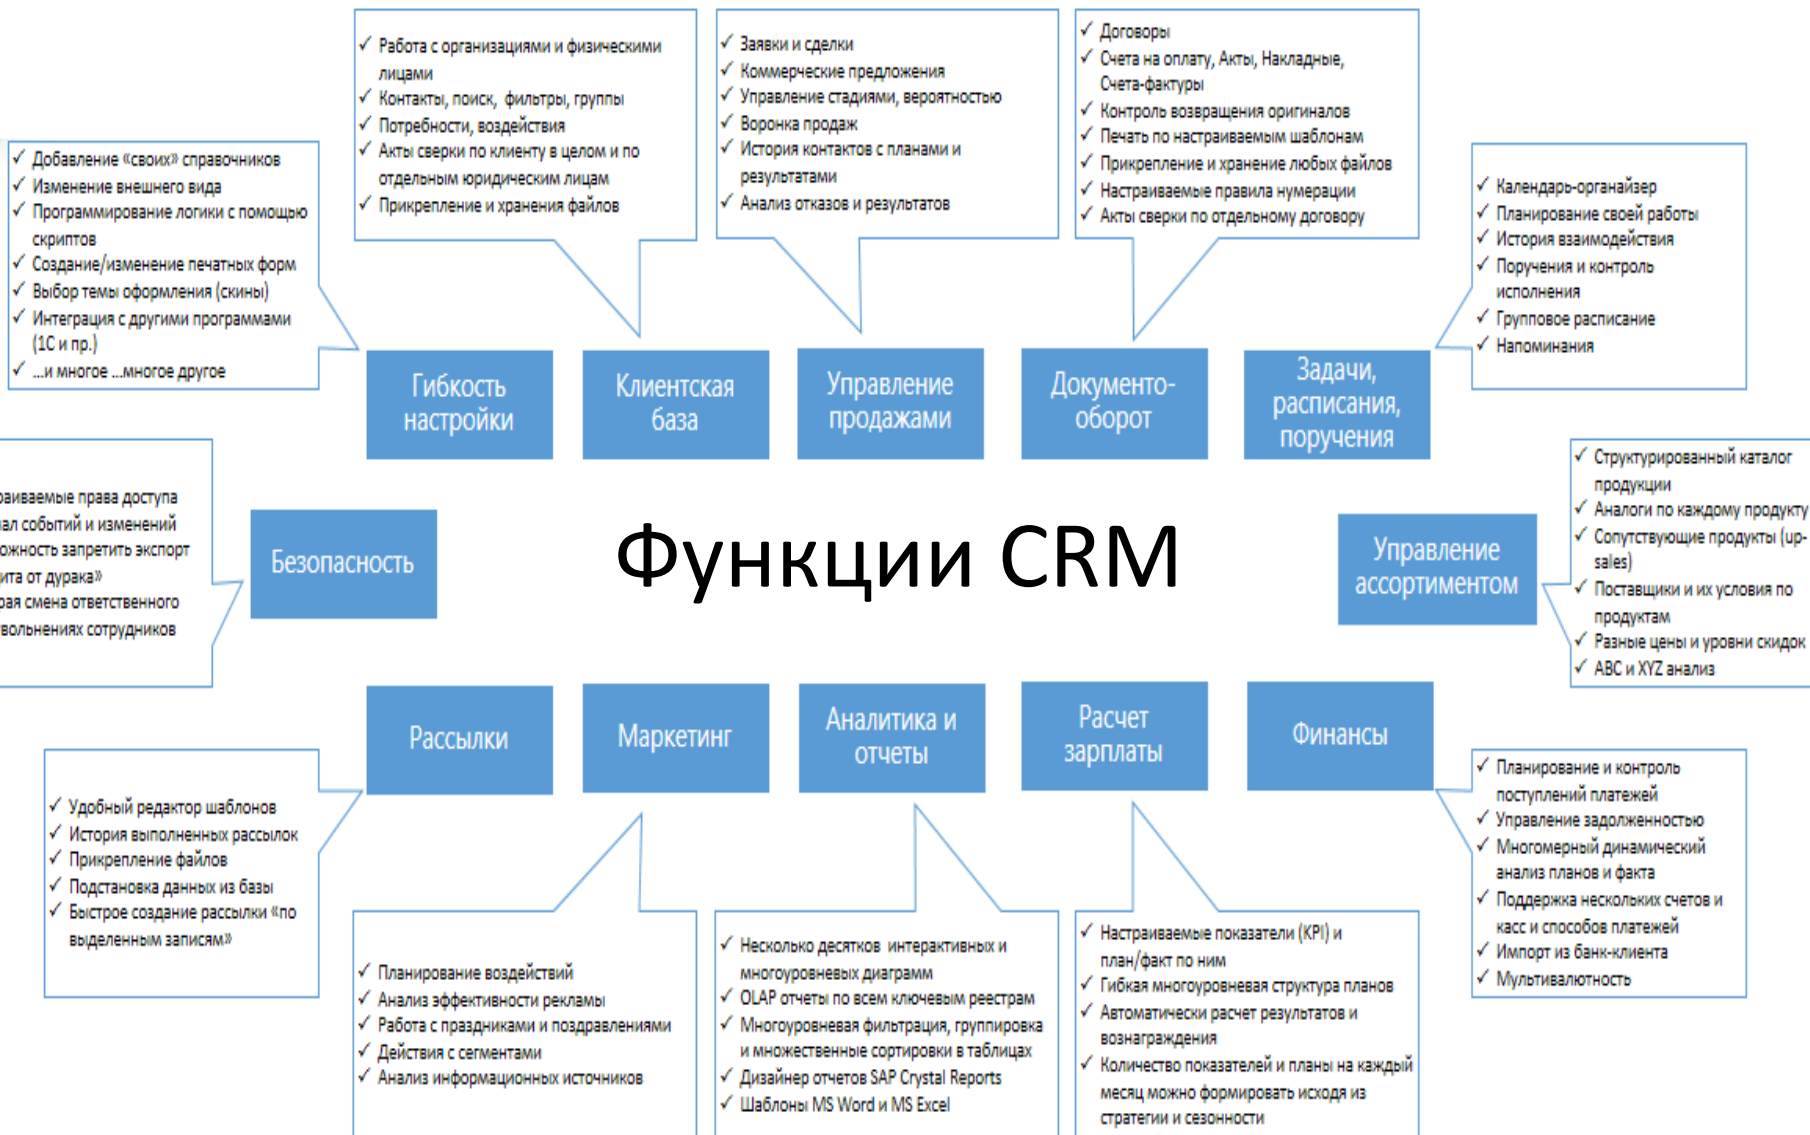 ✓ Работа с организациями и физическими
лицами
✓ Контакты, поиск, фильтры, группы
✓ Потребности, воздействия
✓ Акты сверки по клиенту в целом и по
отдельным юридическим лицам
✓ Прикрепление и хранения файлов
✓ Заявки и сделки
✓ Коммерческие предложения
✓ Управление стадиями, вероятностью
✓ Воронка продаж
✓ История контактов с планами и
результатами
✓ Анализ отказов и результатов
✓ Договоры
✓ Счета на оплату, Акты, Накладные,
Счета-фактуры
✓ Контроль возвращения оригиналов
✓ Печать по настраиваемым шаблонам
✓ Прикрепление и хранение любых файлов
✓ Настраиваемые правила нумерации
✓ Акты сверки по отдельному договору
✓ Добавление «своих» справочников
✓ Изменение внешнего вида
✓ Программирование логики с помощью
скриптов
✓ Создание/изменение печатных форм
✓ Выбор темы оформления (скины)
✓ Интеграция с другими программами
(1С и пр.)
✓ ...и многое ...многое другое
✓ Календарь-органайзер
✓ Планирование своей работы
✓ История взаимодействия
✓ Поручения и контроль
исполнения
✓ Групповое расписание
✓ Напоминания
Гибкость
настройки
Клиентская
база
Управление
продажами
Документо-
оборот
Задачи,
расписания,
поручения
права доступа
событий и изменений
запретить экспорт
от дурака»
смена ответственного
сотрудников
Безопасность
Функции CRM
Управление
ассортиментом
✓ Структурированный каталог
продукции
✓ Аналоги по каждому продукту
✓ Сопутствующие продукты (up-
sales)
✓ Поставщики и их условия по
продуктам
✓ Разные цены и уровни скидок
✓ ABC и XYZ анализ
Рассылки
Маркетинг
Аналитика и
отчеты
Расчет
зарплаты
Финансы
✓ Удобный редактор шаблонов
✓ История выполненных рассылок
✓ Прикрепление файлов
✓ Подстановка данных из базы
✓ Быстрое создание рассылки «по
выделенным записям»
✓ Планирование воздействий
✓ Анализ эффективности рекламы
✓ Работа с праздниками и поздравлениями
✓ Действия с сегментами
✓ Анализ информационных источников
✓ Несколько десятков интерактивных и
многоуровневых диаграмм
✓ OLAP отчеты по всем ключевым реестрам
✓ Многоуровневая фильтрация, группировка
и множественные сортировки в таблицах
✓ Дизайнер отчетов SAP Crystal Reports
✓ Шаблоны MS Word и MS Excel
✓ Настраиваемые показатели (KPI) и
план/факт по ним
✓ Гибкая многоуровневая структура планов
✓ Автоматически расчет результатов и
вознаграждения
✓ Количество показателей и планы на каждый
месяц можно формировать исходя из
стратегии и сезонности
✓ Планирование и контроль
поступлений платежей
✓ Управление задолженностью
✓ Многомерный динамический
анализ планов и факта
✓ Поддержка нескольких счетов и
касс и способов платежей
✓ Импорт из банк-клиента
✓ Мультивалютность